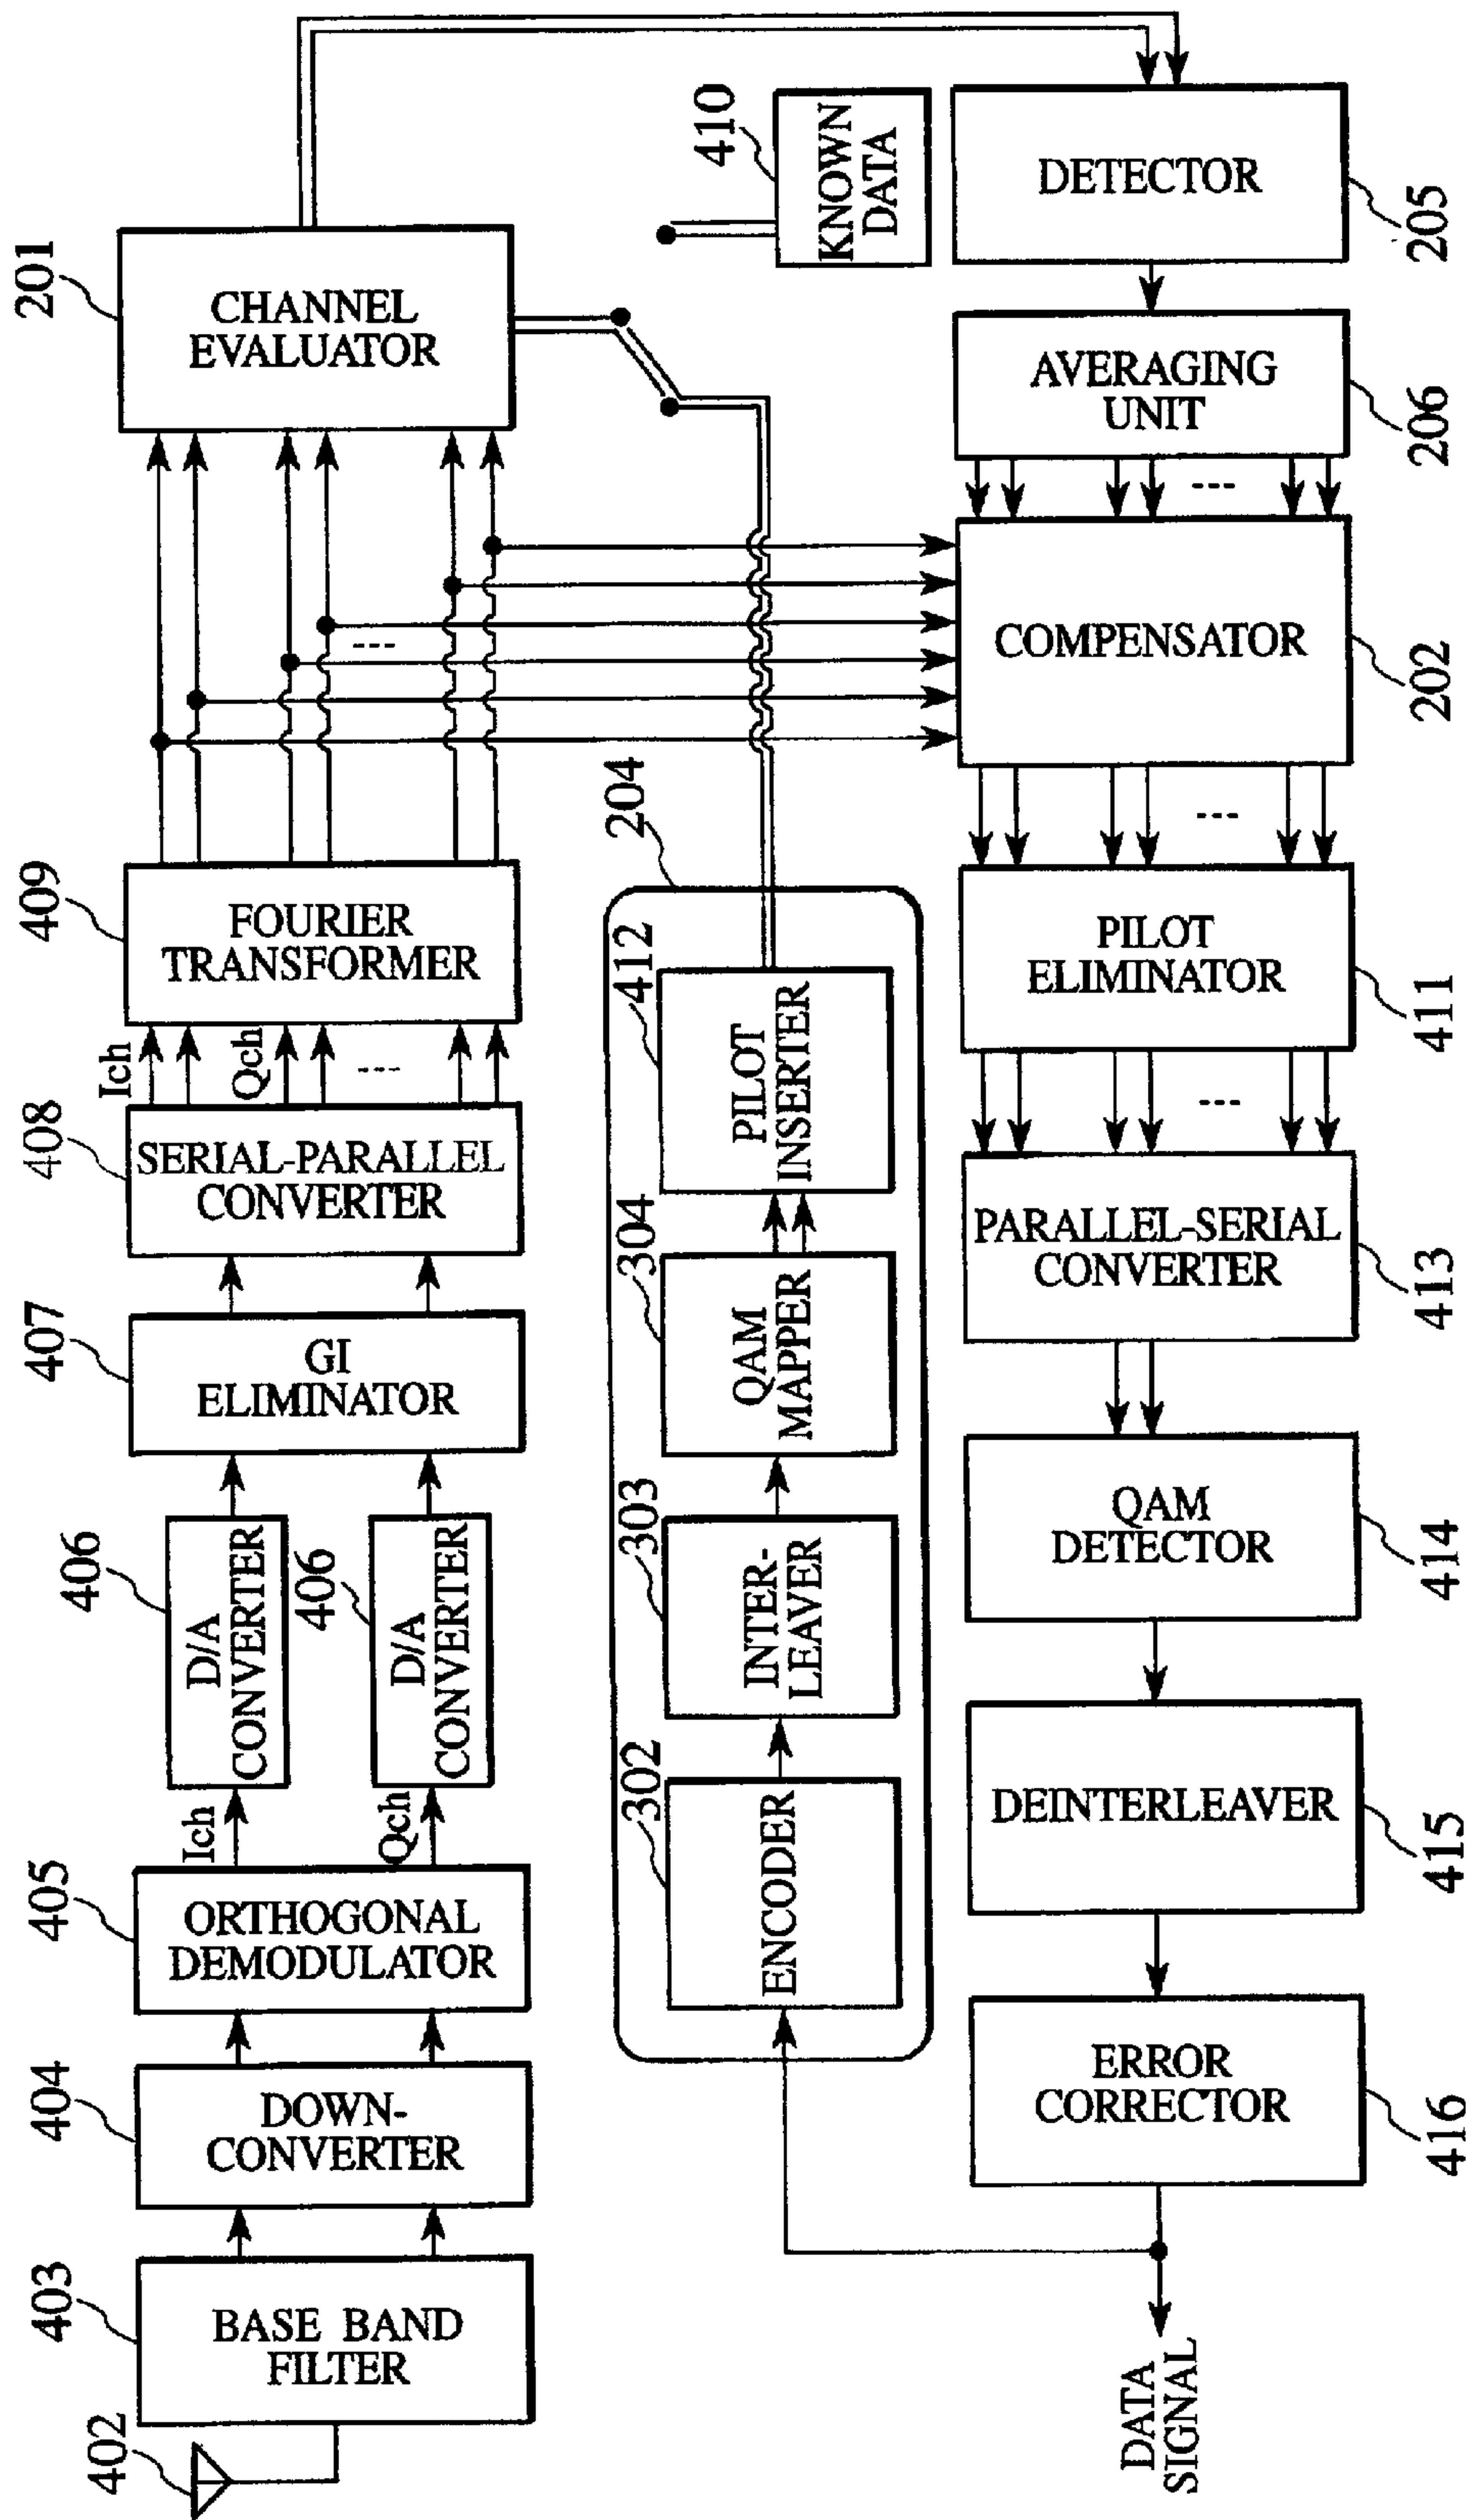 402
403
BASE BAND
FILTER
404
DOWN-
CONVERTER
405
ORTHOGONAL
DEMODULATOR
Ich
Qch
406
D/A
CONVERTER
406
D/A
CONVERTER
407
GI
ELIMINATOR
408
SERIAL-PARALLEL
CONVERTER
Ich
Qch
---
409
FOURIER
TRANSFORMER
---
201
CHANNEL
EVALUATOR
302
ENCODER
303
INTER-
LEAVER
304
QAM
MAPPER
412
PILOT
INSERTER
204
410
KNOWN
DATA
DETECTOR
205
AVERAGING
UNIT
206
---
COMPENSATOR
202
---
PILOT
ELIMINATOR
411
---
PARALLEL-SERIAL
CONVERTER
413
QAM
DETECTOR
414
DEINTERLEAVER
415
ERROR
CORRECTOR
416
DATA
SIGNAL